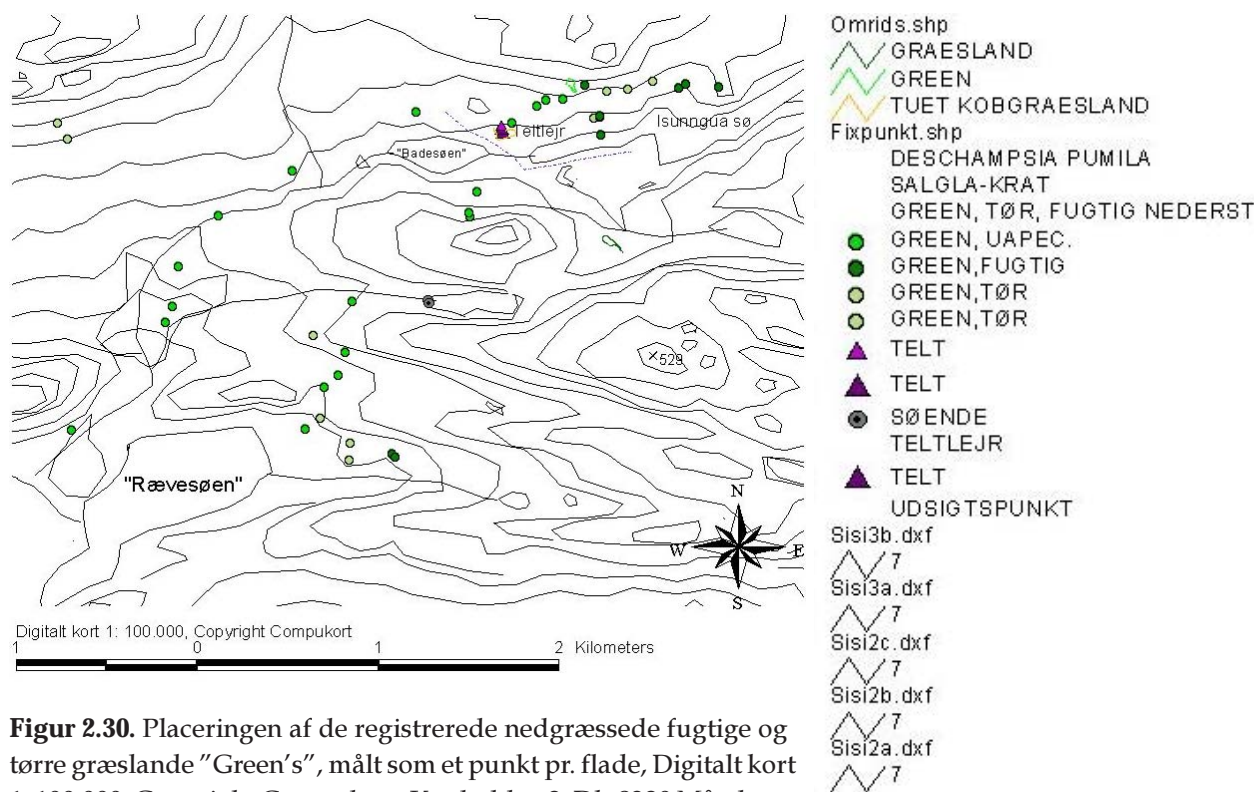 Teltlejr
Isunngua sø
"Badesøen"
529
"Rævesøen"
N
W
E
S
Digitalt kort 1: 100.000, Copyright Compukort
1 0 1 2 Kilometers
Omrids.shp
GRAESLAND
GREEN
TUET KOBGRAESLAND
Fixpunkt.shp
DESCHAMPSIA PUMILA
SALGLA-KRAT
GREEN, TØR, FUGTIG NEDERST
GREEN, UAPEC.
GREEN,FUGTIG
GREEN,TØR
GREEN,TØR
TELT
TELT
SØENDE
TELTLEJR
TELT
UDSIGTSPUNKT
Sisi3b.dxf
7
Sisi3a.dxf
7
Sisi2c.dxf
7
Sisi2b.dxf
7
Sisi2a.dxf
7
Figur 2.30. Placeringen af de registrerede nedgræssede fugtige og
tørre græslande ”Green's”, målt som et punkt pr. flade, Digitalt kort